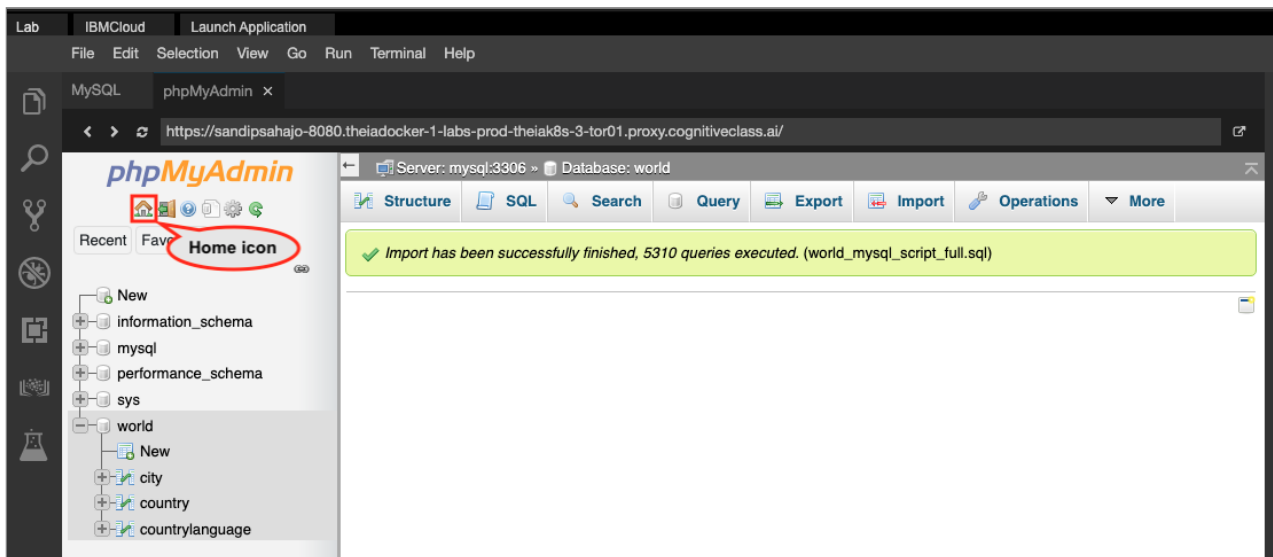 Lab IBMCloud Launch Application
File Edit Selection View Go Run Terminal Help
MySQL phpMyAdmin ×
https://sandipsahajo-8080.theiadocker-1-labs-prod-theiak8s-3-tor01.proxy.cognitiveclass.ai/
phpMyAdmin
Server: mysql:3306 » Database: world
Structure SQL Search Query Export Import Operations More
Recent
Home icon
Import has been successfully finished, 5310 queries executed. (world_mysql_script_full.sql)
New
information_schema
mysql
performance_schema
sys
world
New
city
country
countrylanguage